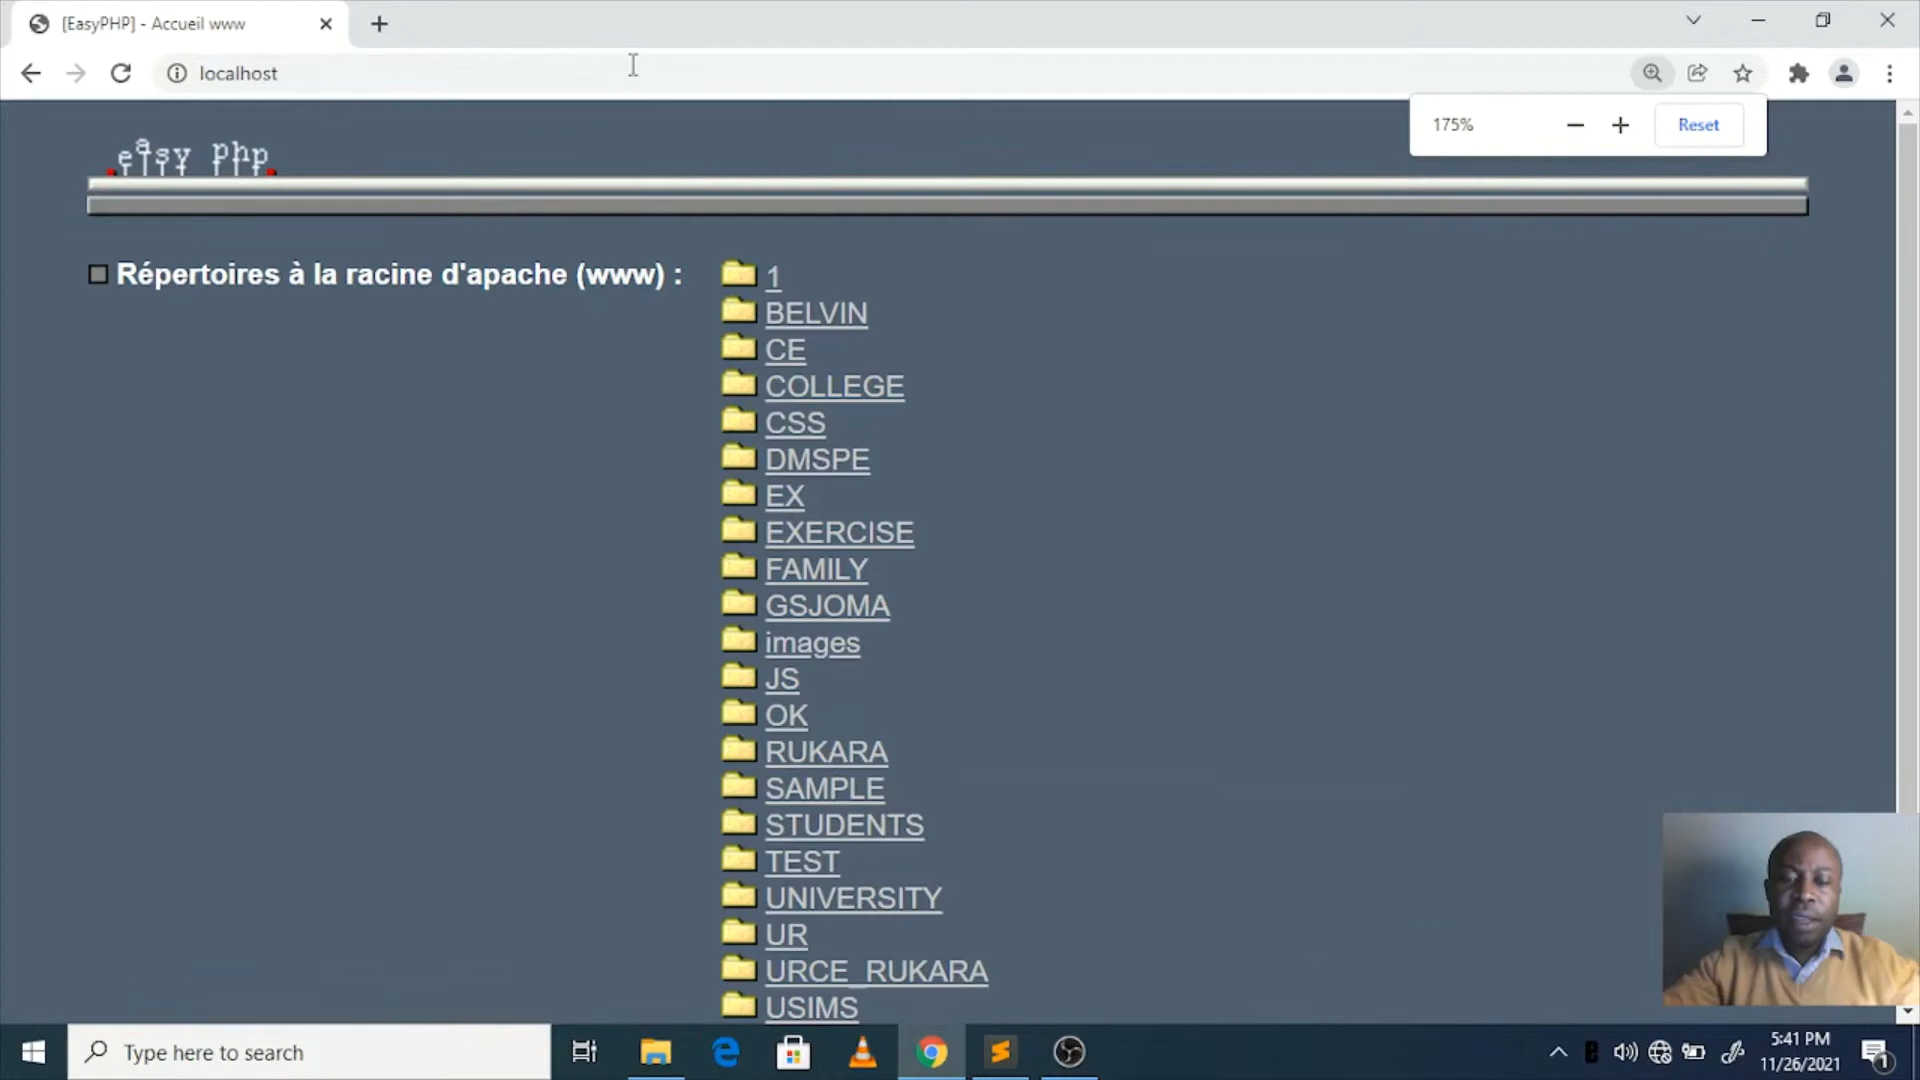 [EasyPHP] - Accueil www
localhost
175%
Reset
easy php
Répertoires à la racine d'apache (www) :
1
BELVIN
CE
COLLEGE
CSS
DMSPE
EX
EXERCISE
FAMILY
GSJOMA
images
JS
OK
RUKARA
SAMPLE
STUDENTS
TEST
UNIVERSITY
UR
URCE_RUKARA
USIMS
Type here to search
5:41 PM
11/26/2021
1